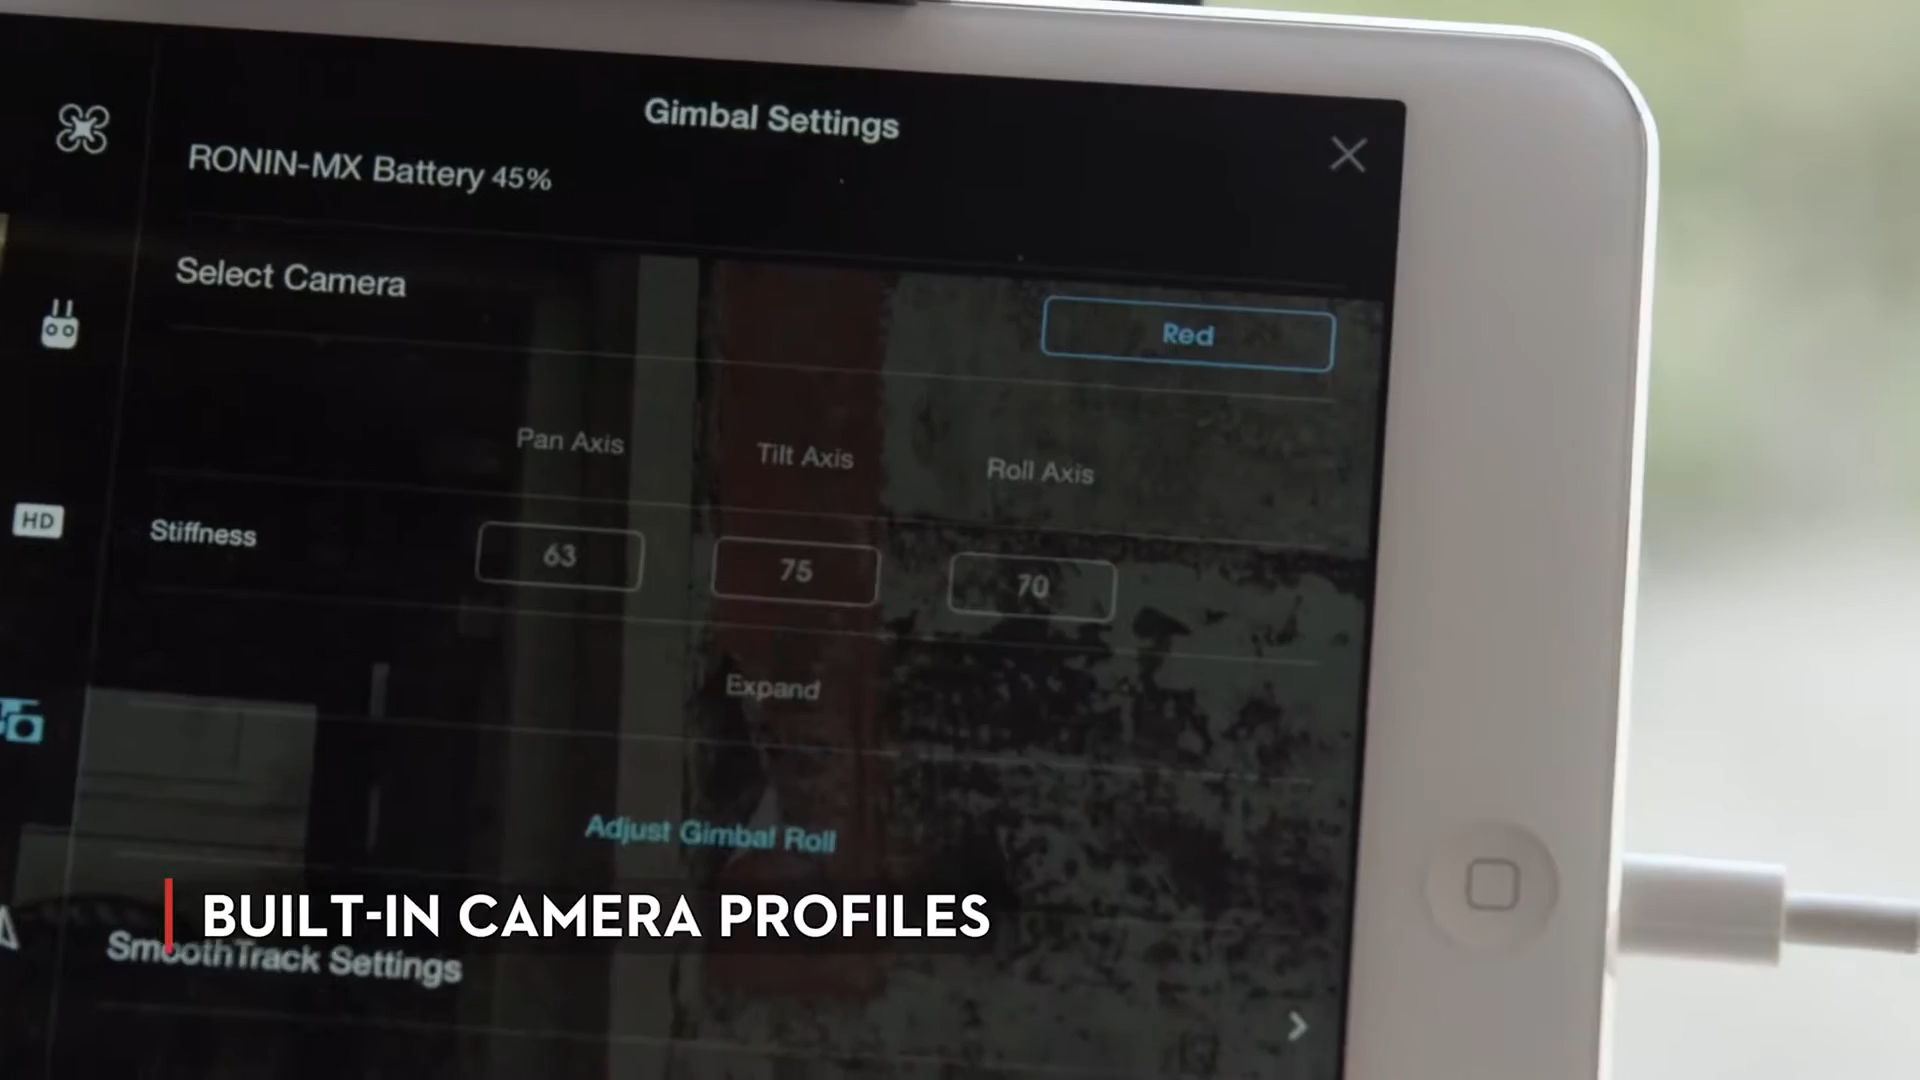 Gimbal Settings
RONIN-MX Battery 45%
Select Camera
Red
Pan Axis
Tilt Axis
Roll Axis
HD
Stiffness
63
75
70
Expand
Adjust Gimbal Roll
BUILT-IN CAMERA PROFILES
SmoothTrack Settings